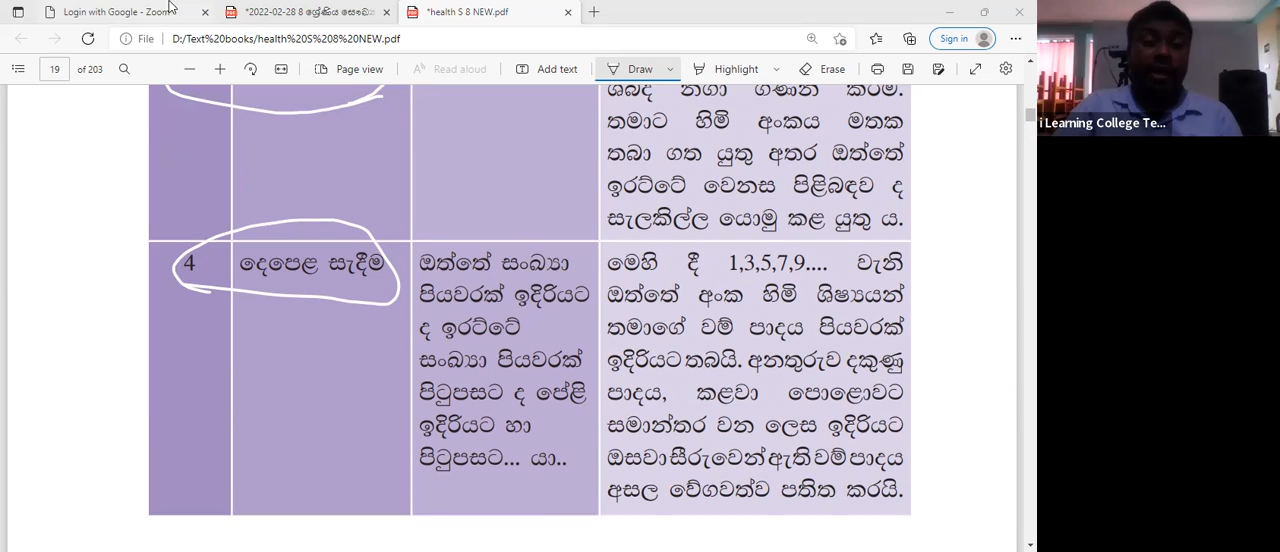 Login with Google - Zoom
*2022-02-28 8 ශ්‍රේණිය සෞඛ්‍ය
*health S 8 NEW.pdf
File
D:/Text%20books/health%20S%208%20NEW.pdf
Sign in
19 of 203
Page view
Read aloud
Add text
Draw
Highlight
Erase
i Learning College Te...
ශබ්ද නගා ගණන් කරම්.
තමාට හිමි අංකය මතක
තබා ගත යුතු අතර ඔත්තේ
ඉරට්ටේ වෙනස පිළිබඳව ද
සැලකිල්ල යොමු කළ යුතු ය.
4
දෙපෙළ සැදීම
ඔත්තේ සංඛ්‍යා
පියවරක් ඉදිරියට
ද ඉරට්ටේ
සංඛ්‍යා පියවරක්
පිටුපසට ද පේළි
ඉදිරියට හා
පිටුපසට... යා..
මෙහි දී 1,3,5,7,9.... වැනි
ඔත්තේ අංක හිමි ශිෂ්‍යයන්
තමාගේ වම් පාදය පියවරක්
ඉදිරියට තබයි. අනතුරුව දකුණු
පාදය, කළවා පොළොවට
සමාන්තර වන ලෙස ඉදිරියට
ඔසවා සීරුවෙන් ඇති වම් පාදය
අසල වේගවත්ව පතිත කරයි.